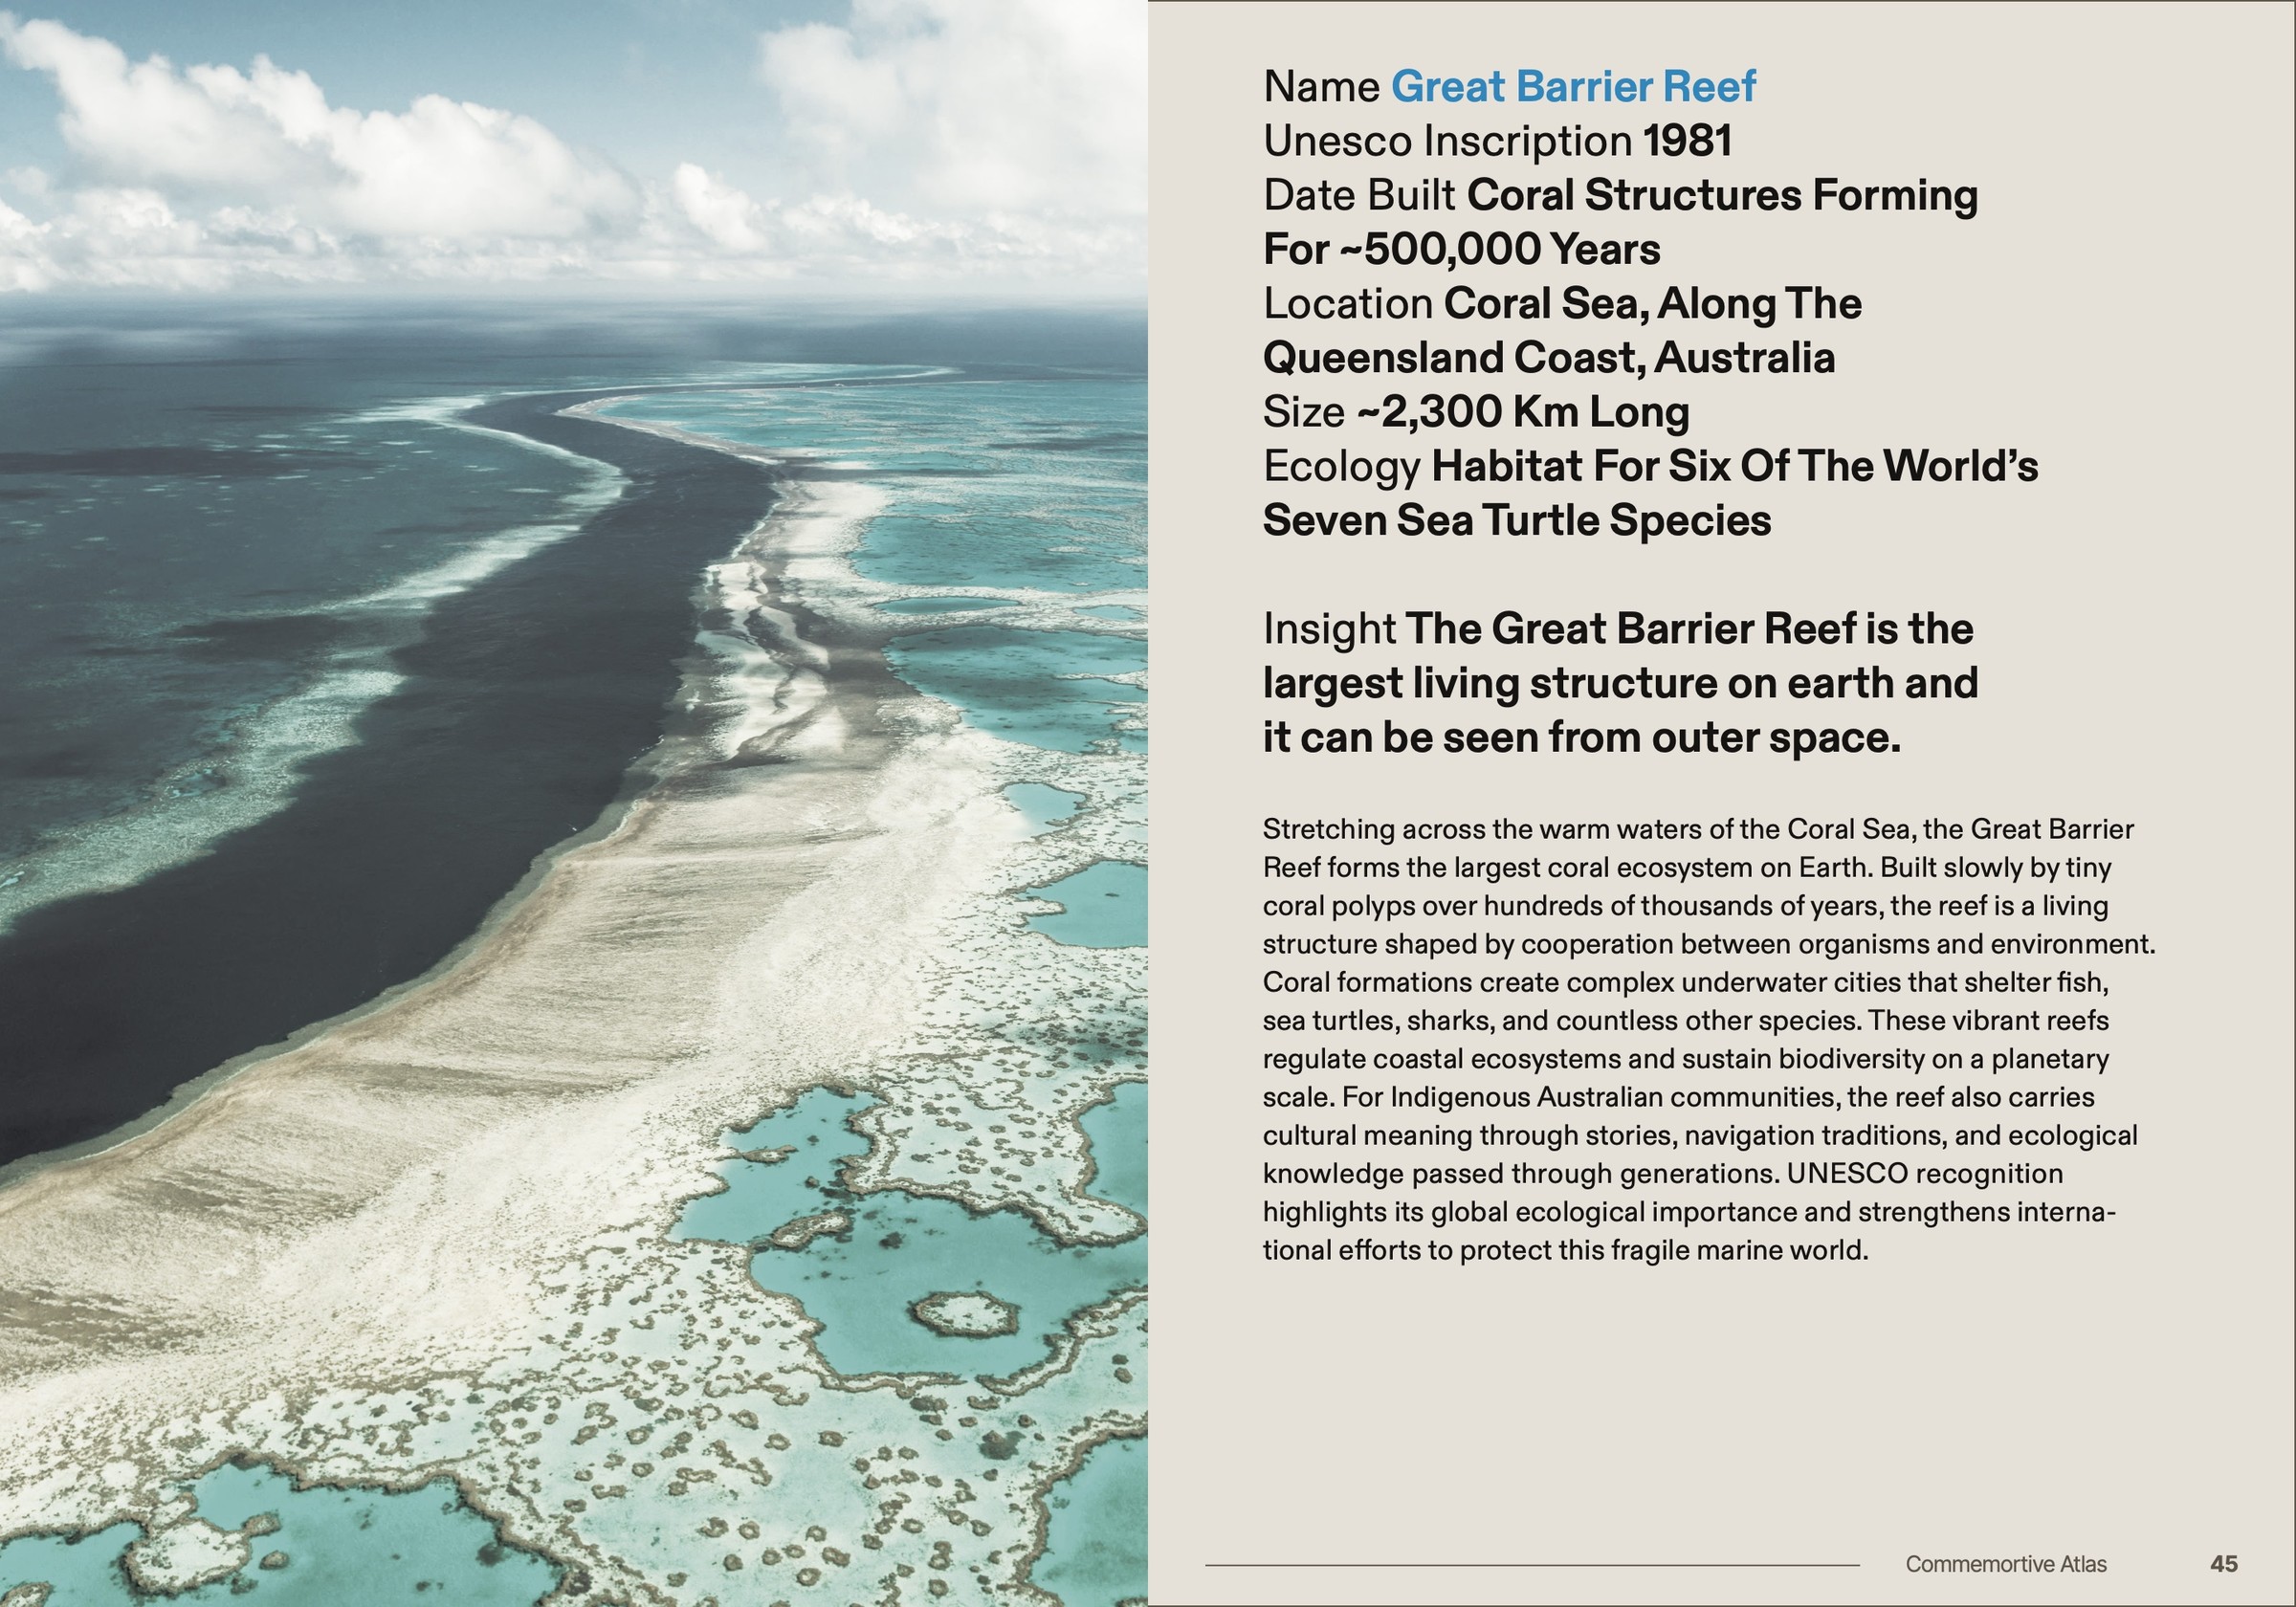 Name Great Barrier Reef
Unesco Inscription 1981
Date Built Coral Structures Forming
For ~500,000 Years
Location Coral Sea, Along The
Queensland Coast, Australia
Size ~2,300 Km Long
Ecology Habitat For Six Of The World’s
Seven Sea Turtle Species
Insight The Great Barrier Reef is the
largest living structure on earth and
it can be seen from outer space.
Stretching across the warm waters of the Coral Sea, the Great Barrier
Reef forms the largest coral ecosystem on Earth. Built slowly by tiny
coral polyps over hundreds of thousands of years, the reef is a living
structure shaped by cooperation between organisms and environment.
Coral formations create complex underwater cities that shelter fish,
sea turtles, sharks, and countless other species. These vibrant reefs
regulate coastal ecosystems and sustain biodiversity on a planetary
scale. For Indigenous Australian communities, the reef also carries
cultural meaning through stories, navigation traditions, and ecological
knowledge passed through generations. UNESCO recognition
highlights its global ecological importance and strengthens interna-
tional efforts to protect this fragile marine world.
Commemortive Atlas 45